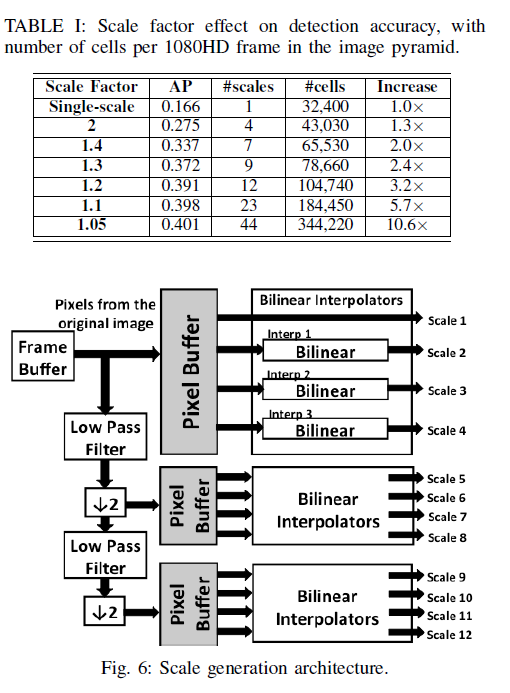 TABLE I: Scale factor effect on detection accuracy, with
number of cells per 1080HD frame in the image pyramid.
Scale Factor AP #scales #cells Increase
Single-scale 0.166 1 32,400 1.0×
2 0.275 4 43,030 1.3×
1.4 0.337 7 65,530 2.0×
1.3 0.372 9 78,660 2.4×
1.2 0.391 12 104,740 3.2×
1.1 0.398 23 184,450 5.7×
1.05 0.401 44 344,220 10.6×
Pixels from the
original image
Frame
Buffer
Pixel Buffer
Bilinear Interpolators
Scale 1
Interp 1
Bilinear
Scale 2
Interp 2
Bilinear
Scale 3
Interp 3
Bilinear
Scale 4
Low Pass
Filter
↓2
Pixel
Buffer
Bilinear
Interpolators
Scale 5
Scale 6
Scale 7
Scale 8
Low Pass
Filter
↓2
Pixel
Buffer
Bilinear
Interpolators
Scale 9
Scale 10
Scale 11
Scale 12
Fig. 6: Scale generation architecture.